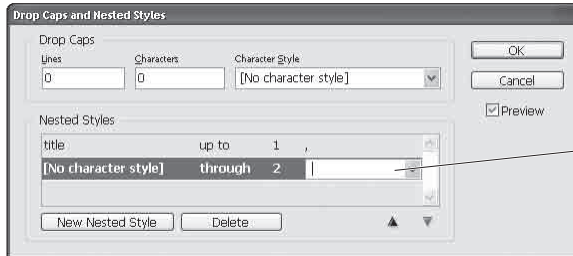 Drop Caps and Nested Styles
Drop Caps
Lines Characters Character Style
0 0 [No character style]
OK
Cancel
Preview
Nested Styles
title up to 1 ,
[No character style] through 2
New Nested Style Delete